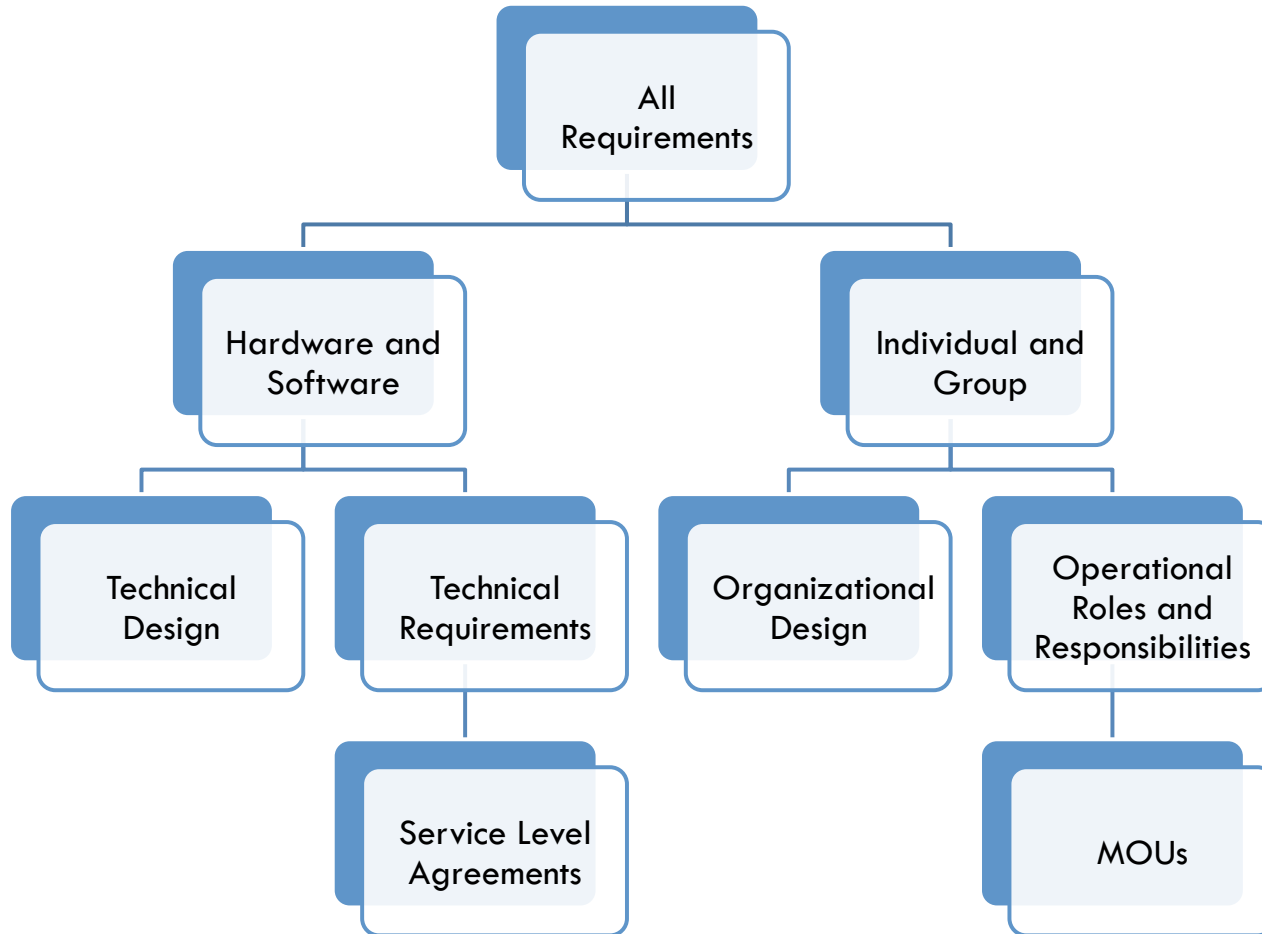 All
Requirements
Hardware and
Software
Individual and
Group
Technical
Design
Technical
Requirements
Organizational
Design
Operational
Roles and
Responsibilities
Service Level
Agreements
MOUs